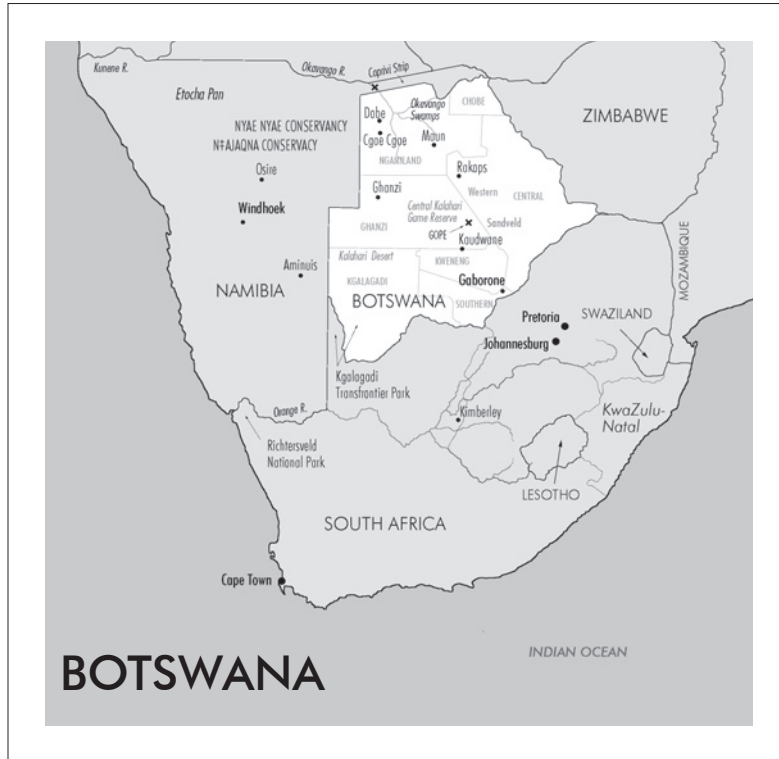 Kunene R.
Okavango R.
Caprivi Strip
Etocha Pan
Okavango
Swamps
CHOBE
ZIMBABWE
Dobe
NYAE NYAE CONSERVANCY
Cgoe Cgoe
Maun
N‡AJAQNA CONSERVACY
NGAMILAND
Osire
Rakops
Ghanzi
Western
CENTRAL
Windhoek
Central Kalahari
Game Reserve
Sandveld
GHANZI
GOPE
Kaudwane
Kalahari Desert
KWENENG
Aminuis
KGALAGADI
Gaborone
NAMIBIA
BOTSWANA
SOUTHERN
MOZAMBIQUE
Pretoria
SWAZILAND
Johannesburg
Kgalagadi
Transfrontier Park
Orange R.
Kimberley
KwaZulu-
Natal
Richtersveld
National Park
LESOTHO
SOUTH AFRICA
Cape Town
INDIAN OCEAN
BOTSWANA